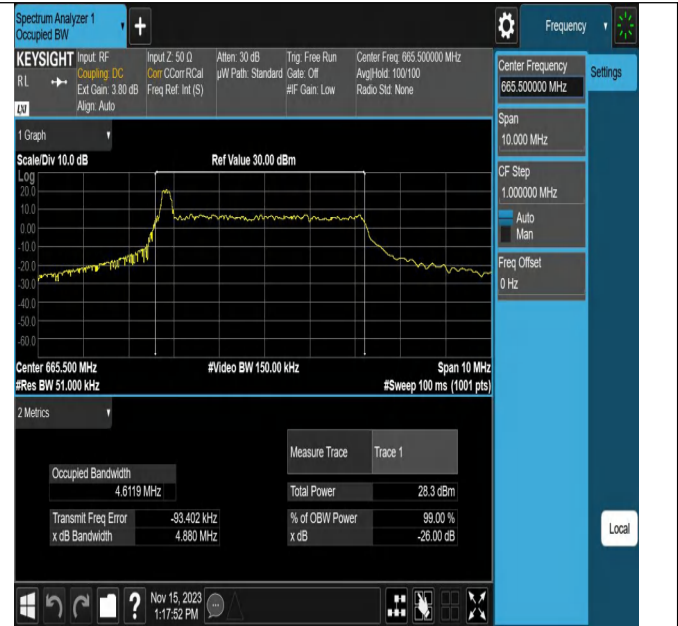 Spectrum Analyzer 1
Occupied BW
+
Frequency
KEYSIGHT
RL
LXI
Input: RF
Coupling: DC
Ext Gain: 3.80 dB
Align: Auto
Input Z: 50 Ω
Corr CCorr RCal
Freq Ref: Int (S)
Atten: 30 dB
µW Path: Standard
Trig: Free Run
Gate: Off
#IF Gain: Low
Center Freq: 665.500000 MHz
Avg|Hold: 100/100
Radio Std: None
Center Frequency
665.500000 MHz
Settings
Span
10.000 MHz
CF Step
1.000000 MHz
Auto
Man
Freq Offset
0 Hz
1 Graph
Scale/Div 10.0 dB
Ref Value 30.00 dBm
Log
20.0
10.0
0.00
-10.0
-20.0
-30.0
-40.0
-50.0
-60.0
Center 665.500 MHz
#Video BW 150.00 kHz
Span 10 MHz
#Res BW 51.000 kHz
#Sweep 100 ms (1001 pts)
2 Metrics
Measure Trace Trace 1
Occupied Bandwidth
4.6119 MHz
Total Power 28.3 dBm
Transmit Freq Error -93.402 kHz
% of OBW Power 99.00 %
x dB Bandwidth 4.880 MHz
x dB -26.00 dB
Local
?
Nov 15, 2023
1:17:52 PM